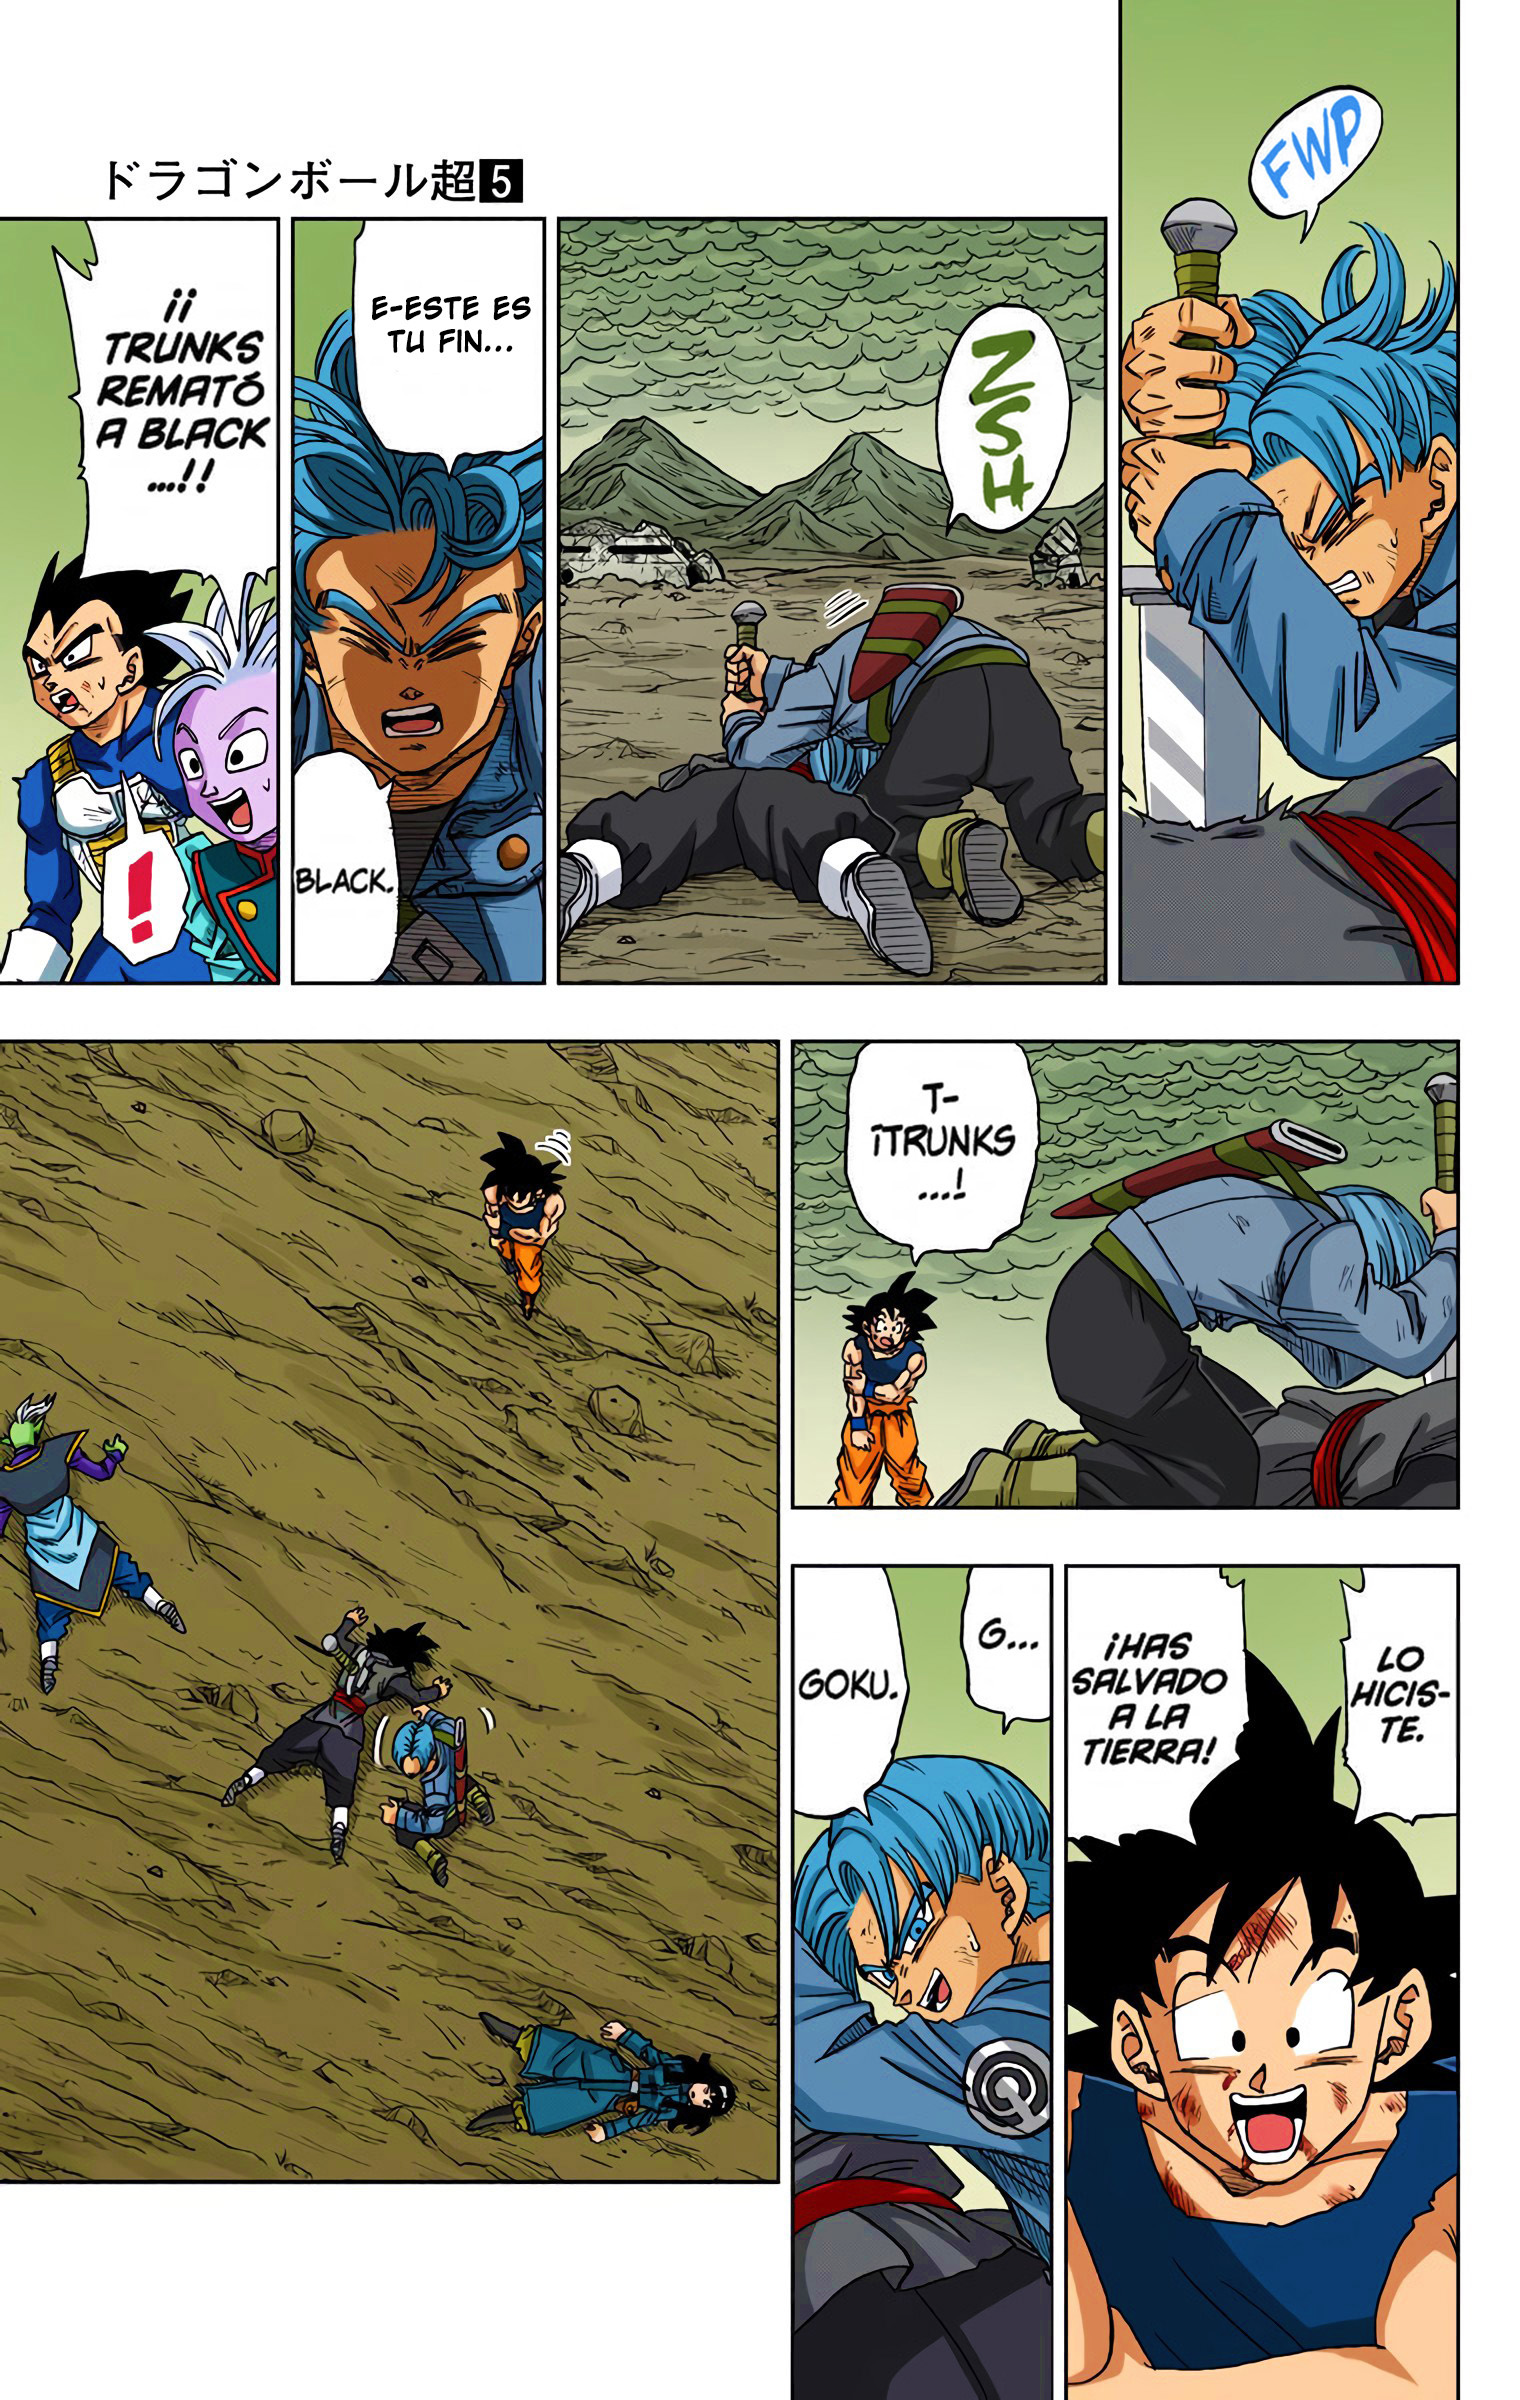 ドラゴンボール超5
FWP
ZSH
E-ESTE ES
TU FIN...
BLACK.
¡¡
TRUNKS
REMATÓ
A BLACK
...!!
!
T-
¡TRUNKS
...!
LO
HICIS-
TE.
¡HAS
SALVADO
A LA
TIERRA!
G...
GOKU.